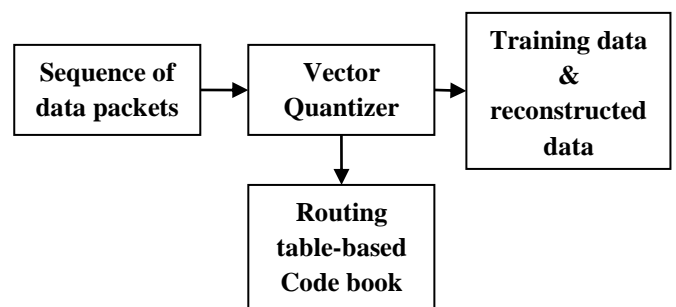 Sequence of
data packets
Vector
Quantizer
Training data
&
reconstructed
data
Routing
table-based
Code book